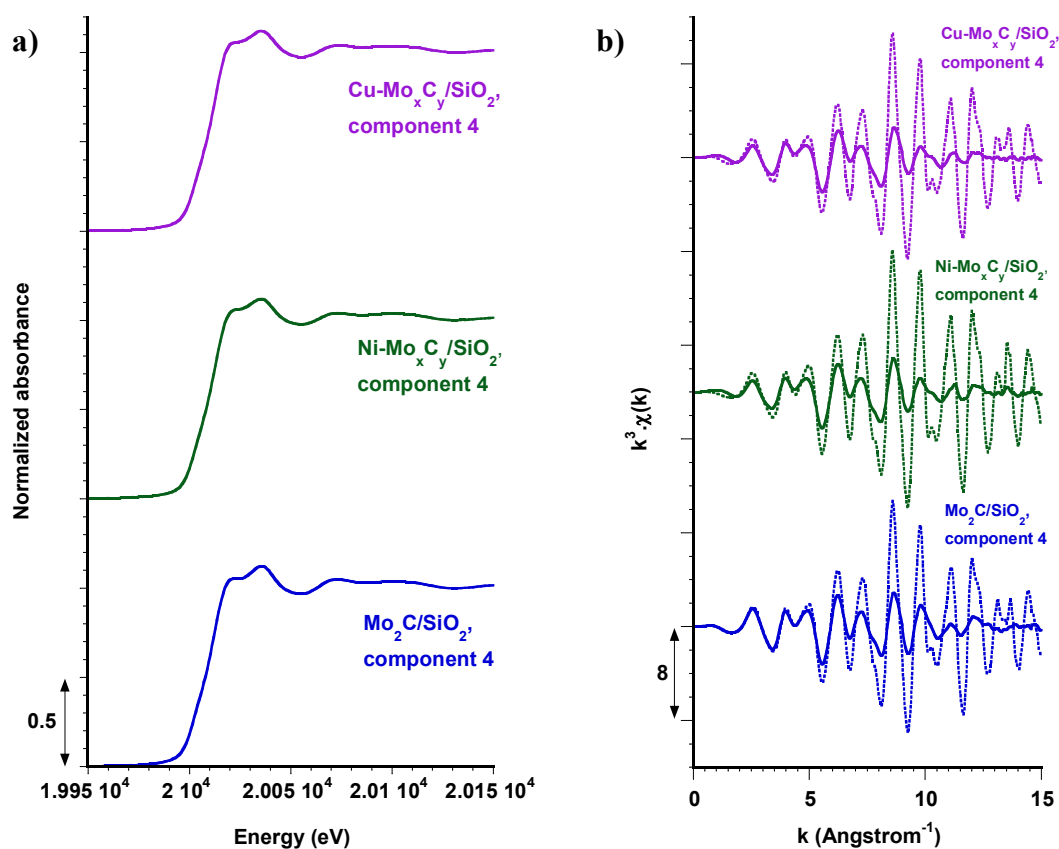 a)
Cu-MoxCy/SiO2,
component 4
Ni-MoxCy/SiO2,
component 4
Mo2C/SiO2,
component 4
0.5
Normalized absorbance
1.995 10^4
2 10^4
2.005 10^4
2.01 10^4
2.015 10^4
Energy (eV)
b)
Cu-MoxCy/SiO2,
component 4
Ni-MoxCy/SiO2,
component 4
Mo2C/SiO2,
component 4
8
k^3.χ(k)
0
5
10
15
k (Angstrom^-1)